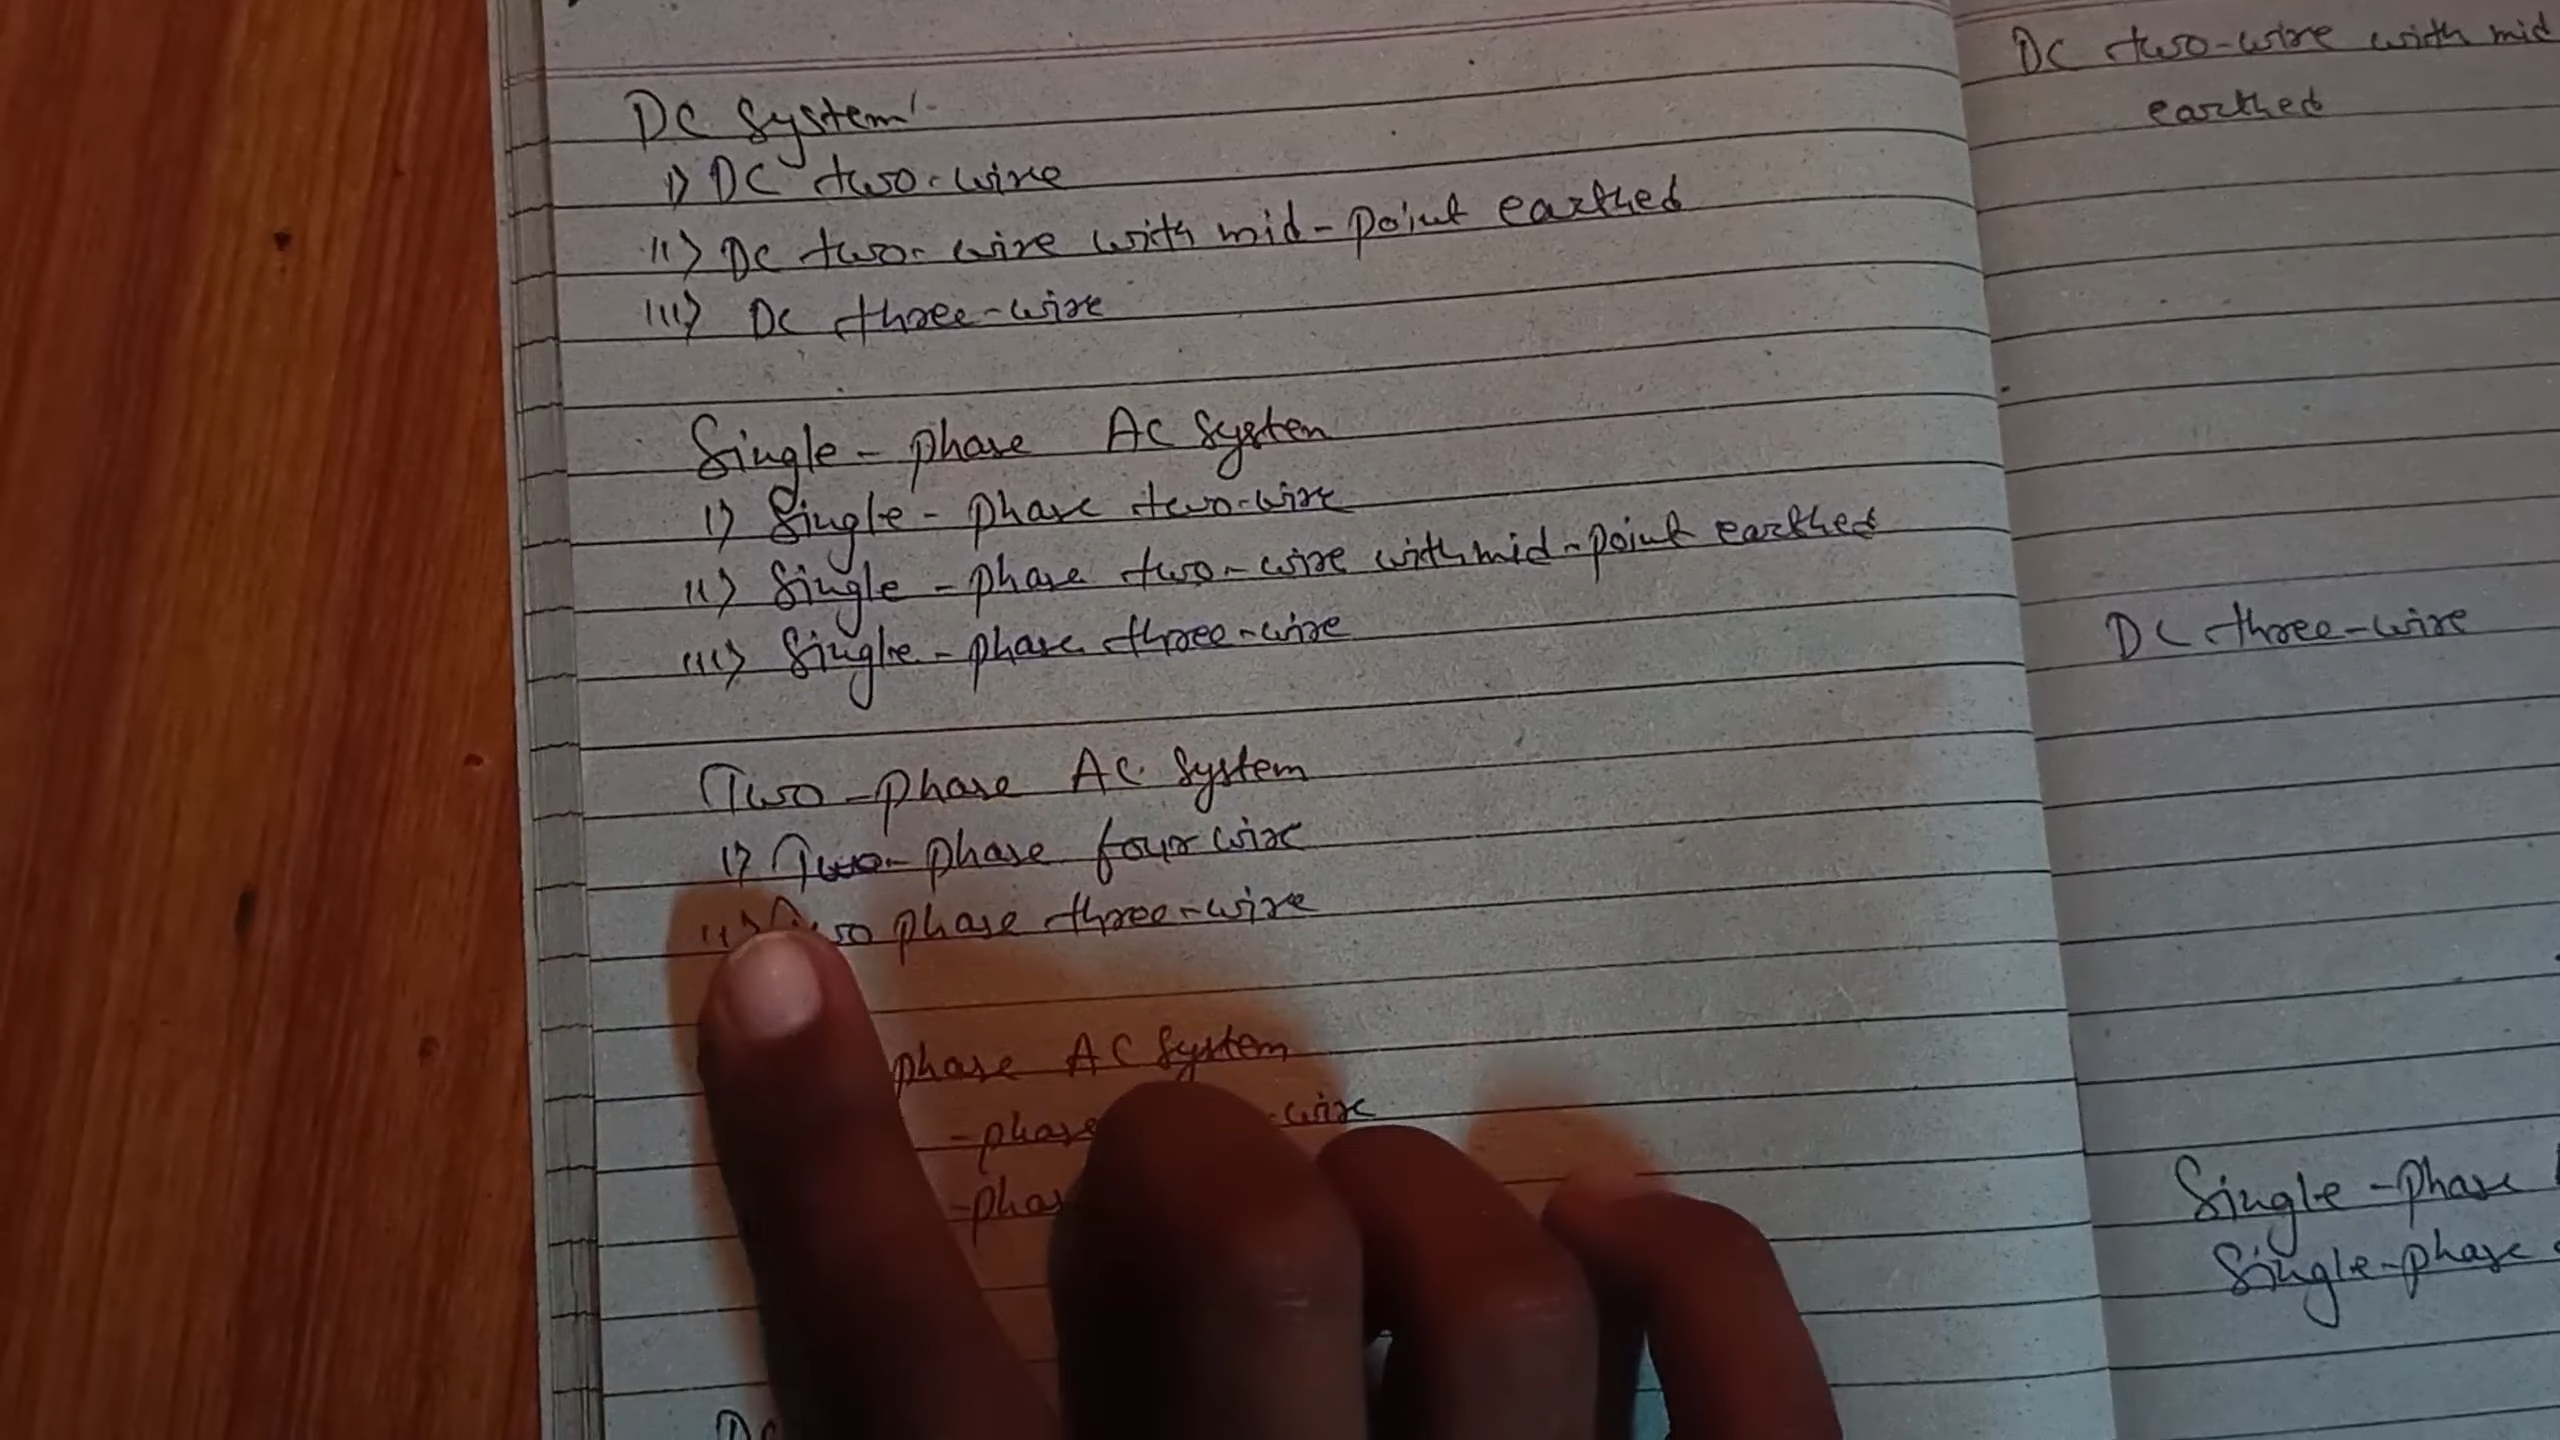 DC System:-
i) DC two-wire
ii) DC two-wire with mid-point earthed
iii) DC three-wire
Single-phase AC System
i) Single-phase two-wire
ii) Single-phase two-wire with mid-point earthed
iii) Single-phase three-wire
Two-phase AC System
i) Two-phase four wire
ii) Two phase three-wire
phase AC System
-phase -wire
-phas
DC two-wire with mid
earthed
DC three-wire
Single-phase
Single-phase